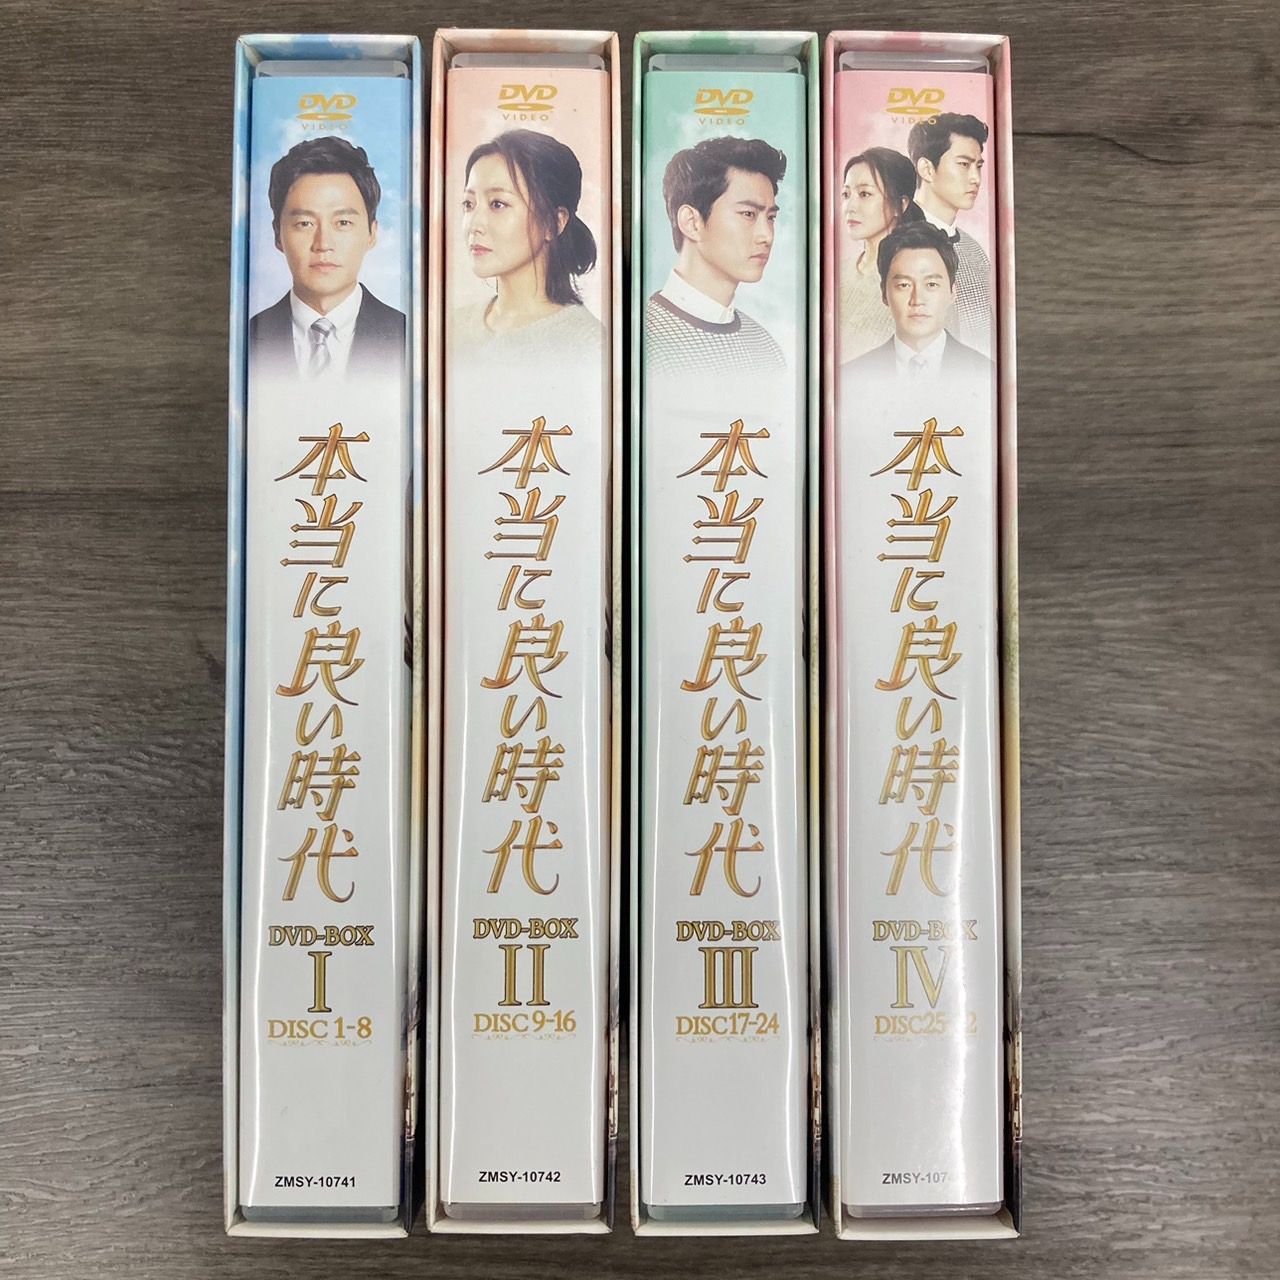 DVD
VIDEO
本当に良い時代
DVD-BOX
I
DISC 1-8
ZMSY-10741
DVD
VIDEO
本当に良い時代
DVD-BOX
II
DISC 9-16
ZMSY-10742
DVD
VIDEO
本当に良い時代
DVD-BOX
III
DISC 17-24
ZMSY-10743
DVD
VIDEO
本当に良い時代
DVD-BOX
IV